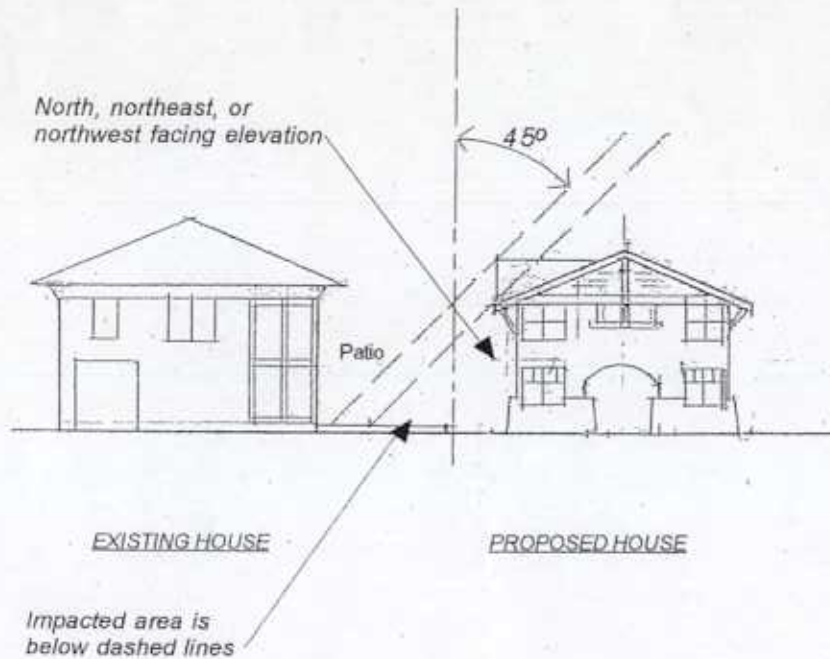 North, northeast, or
northwest facing elevation
45º
Patio
EXISTING HOUSE
PROPOSED HOUSE
Impacted area is
below dashed lines